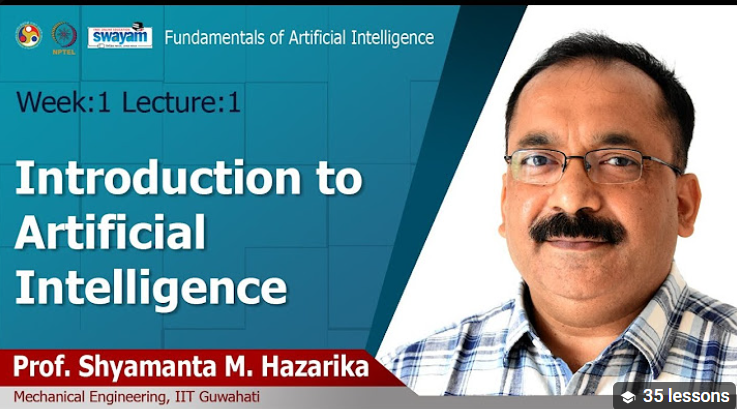 NPTEL
swayam
Fundamentals of Artificial Intelligence
Week:1 Lecture:1
Introduction to
Artificial
Intelligence
Prof. Shyamanta M. Hazarika
Mechanical Engineering, IIT Guwahati
35 lessons